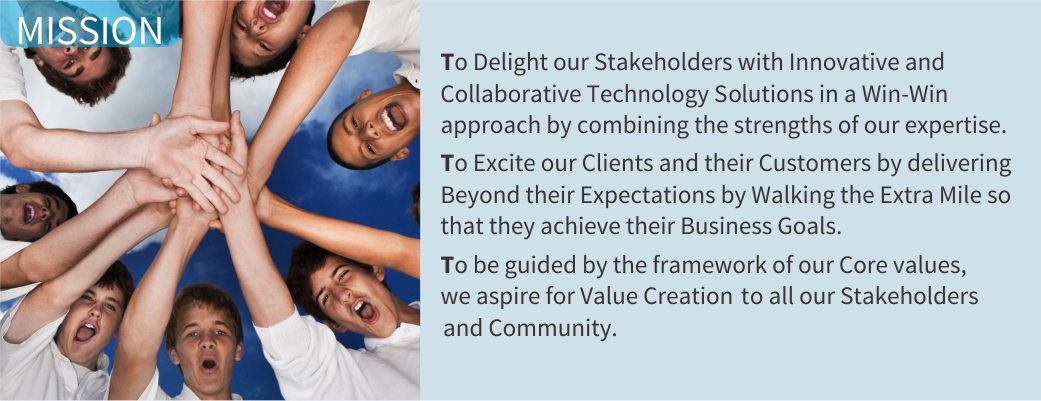 MISSION
To Delight our Stakeholders with Innovative and
Collaborative Technology Solutions in a Win-Win
approach by combining the strengths of our expertise.
To Excite our Clients and their Customers by delivering
Beyond their Expectations by Walking the Extra Mile so
that they achieve their Business Goals.
To be guided by the framework of our Core values,
we aspire for Value Creation to all our Stakeholders
and Community.